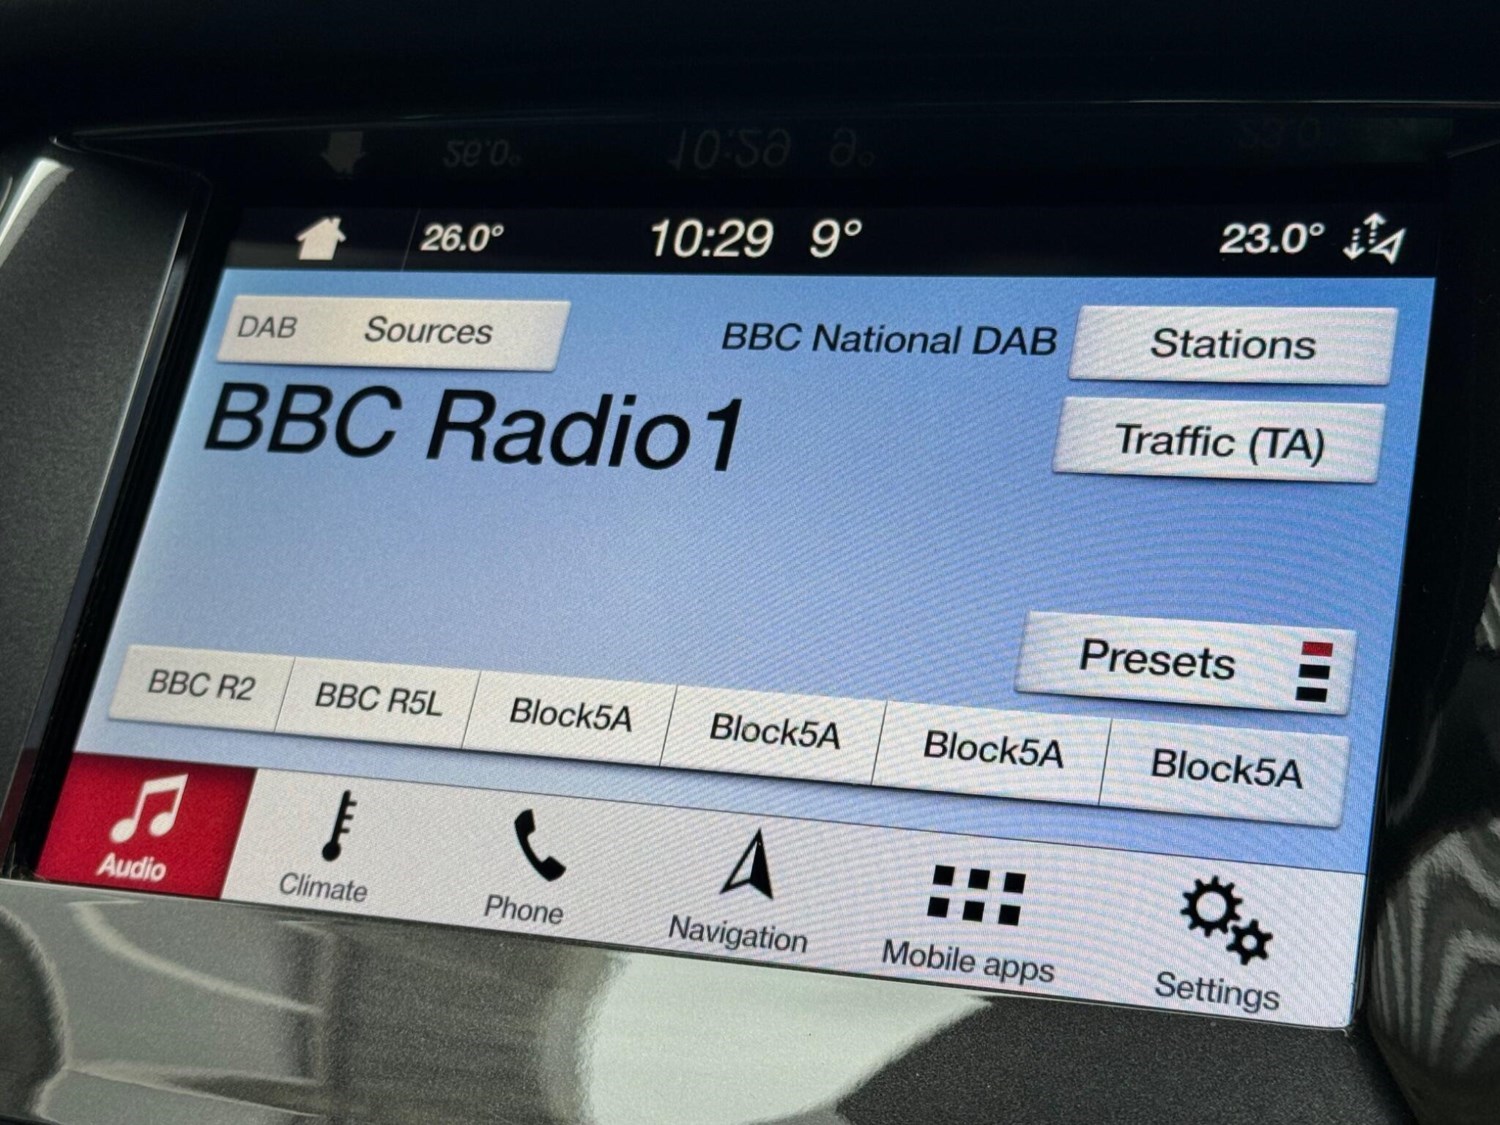 26.0° 10:29 9° 23.0°
DAB Sources BBC National DAB Stations
BBC Radio1
Traffic (TA)
Presets
BBC R2 BBC R5L Block5A Block5A Block5A Block5A
Audio Climate Phone Navigation Mobile apps Settings